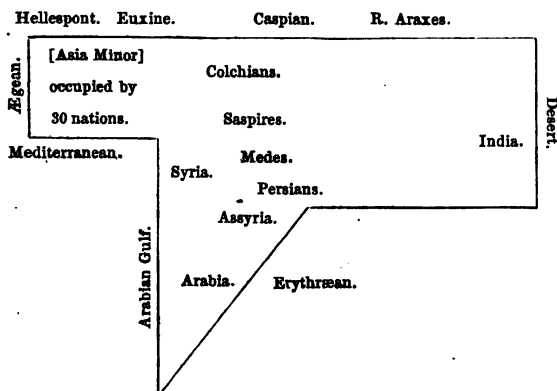 Hellespont. Euxine. Caspian. R. Araxes.
Ægean.
[Asia Minor]
occupied by
30 nations.
Colchians.
Saspires.
Desert.
India.
Mediterranean.
Medes.
Syria.
Persians.
Assyria.
Arabian Gulf.
Arabia.
Erythræan.